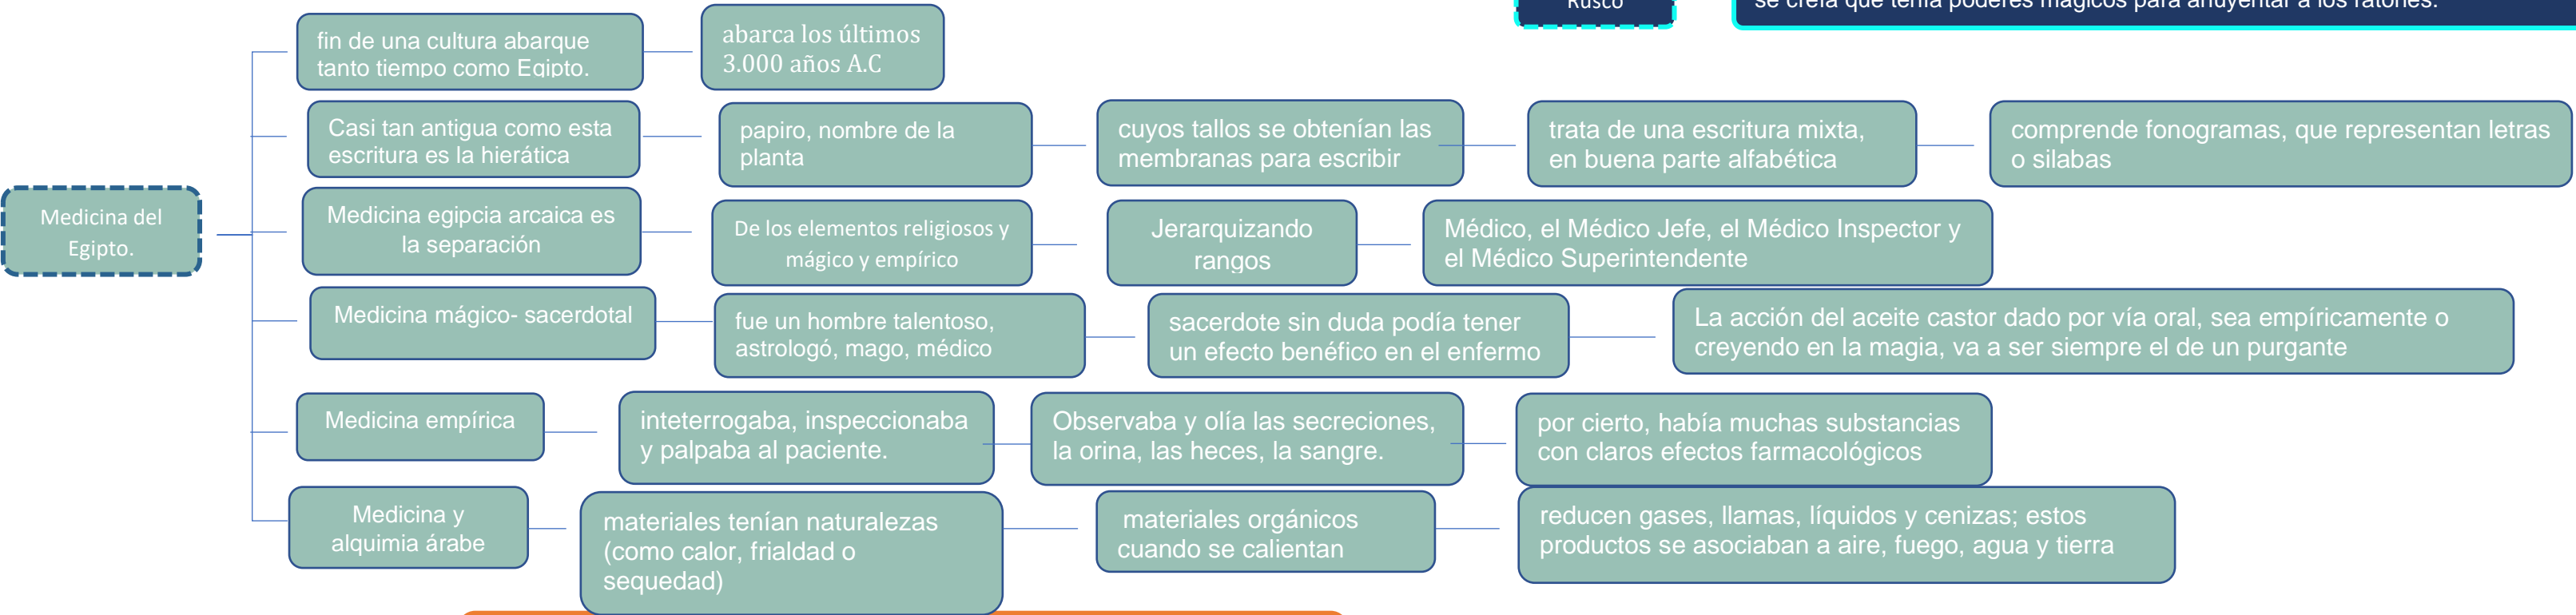 Rusco
se creía que tenía poderes mágicos para ahuyentar a los ratones.
Medicina del
Egipto.
fin de una cultura abarque
tanto tiempo como Egipto.
abarca los últimos
3.000 años A.C
Casi tan antigua como esta
escritura es la hierática
papiro, nombre de la
planta
cuyos tallos se obtenían las
membranas para escribir
trata de una escritura mixta,
en buena parte alfabética
comprende fonogramas, que representan letras
o silabas
Medicina egipcia arcaica es
la separación
De los elementos religiosos y
mágico y empírico
Jerarquizando
rangos
Médico, el Médico Jefe, el Médico Inspector y
el Médico Superintendente
Medicina mágico- sacerdotal
fue un hombre talentoso,
astrologó, mago, médico
sacerdote sin duda podía tener
un efecto benéfico en el enfermo
La acción del aceite castor dado por vía oral, sea empíricamente o
creyendo en la magia, va a ser siempre el de un purgante
Medicina empírica
inteterrogaba, inspeccionaba
y palpaba al paciente.
Observaba y olía las secreciones,
la orina, las heces, la sangre.
por cierto, había muchas substancias
con claros efectos farmacológicos
Medicina y
alquimia árabe
materiales tenían naturalezas
(como calor, frialdad o
sequedad)
materiales orgánicos
cuando se calientan
reducen gases, llamas, líquidos y cenizas; estos
productos se asociaban a aire, fuego, agua y tierra